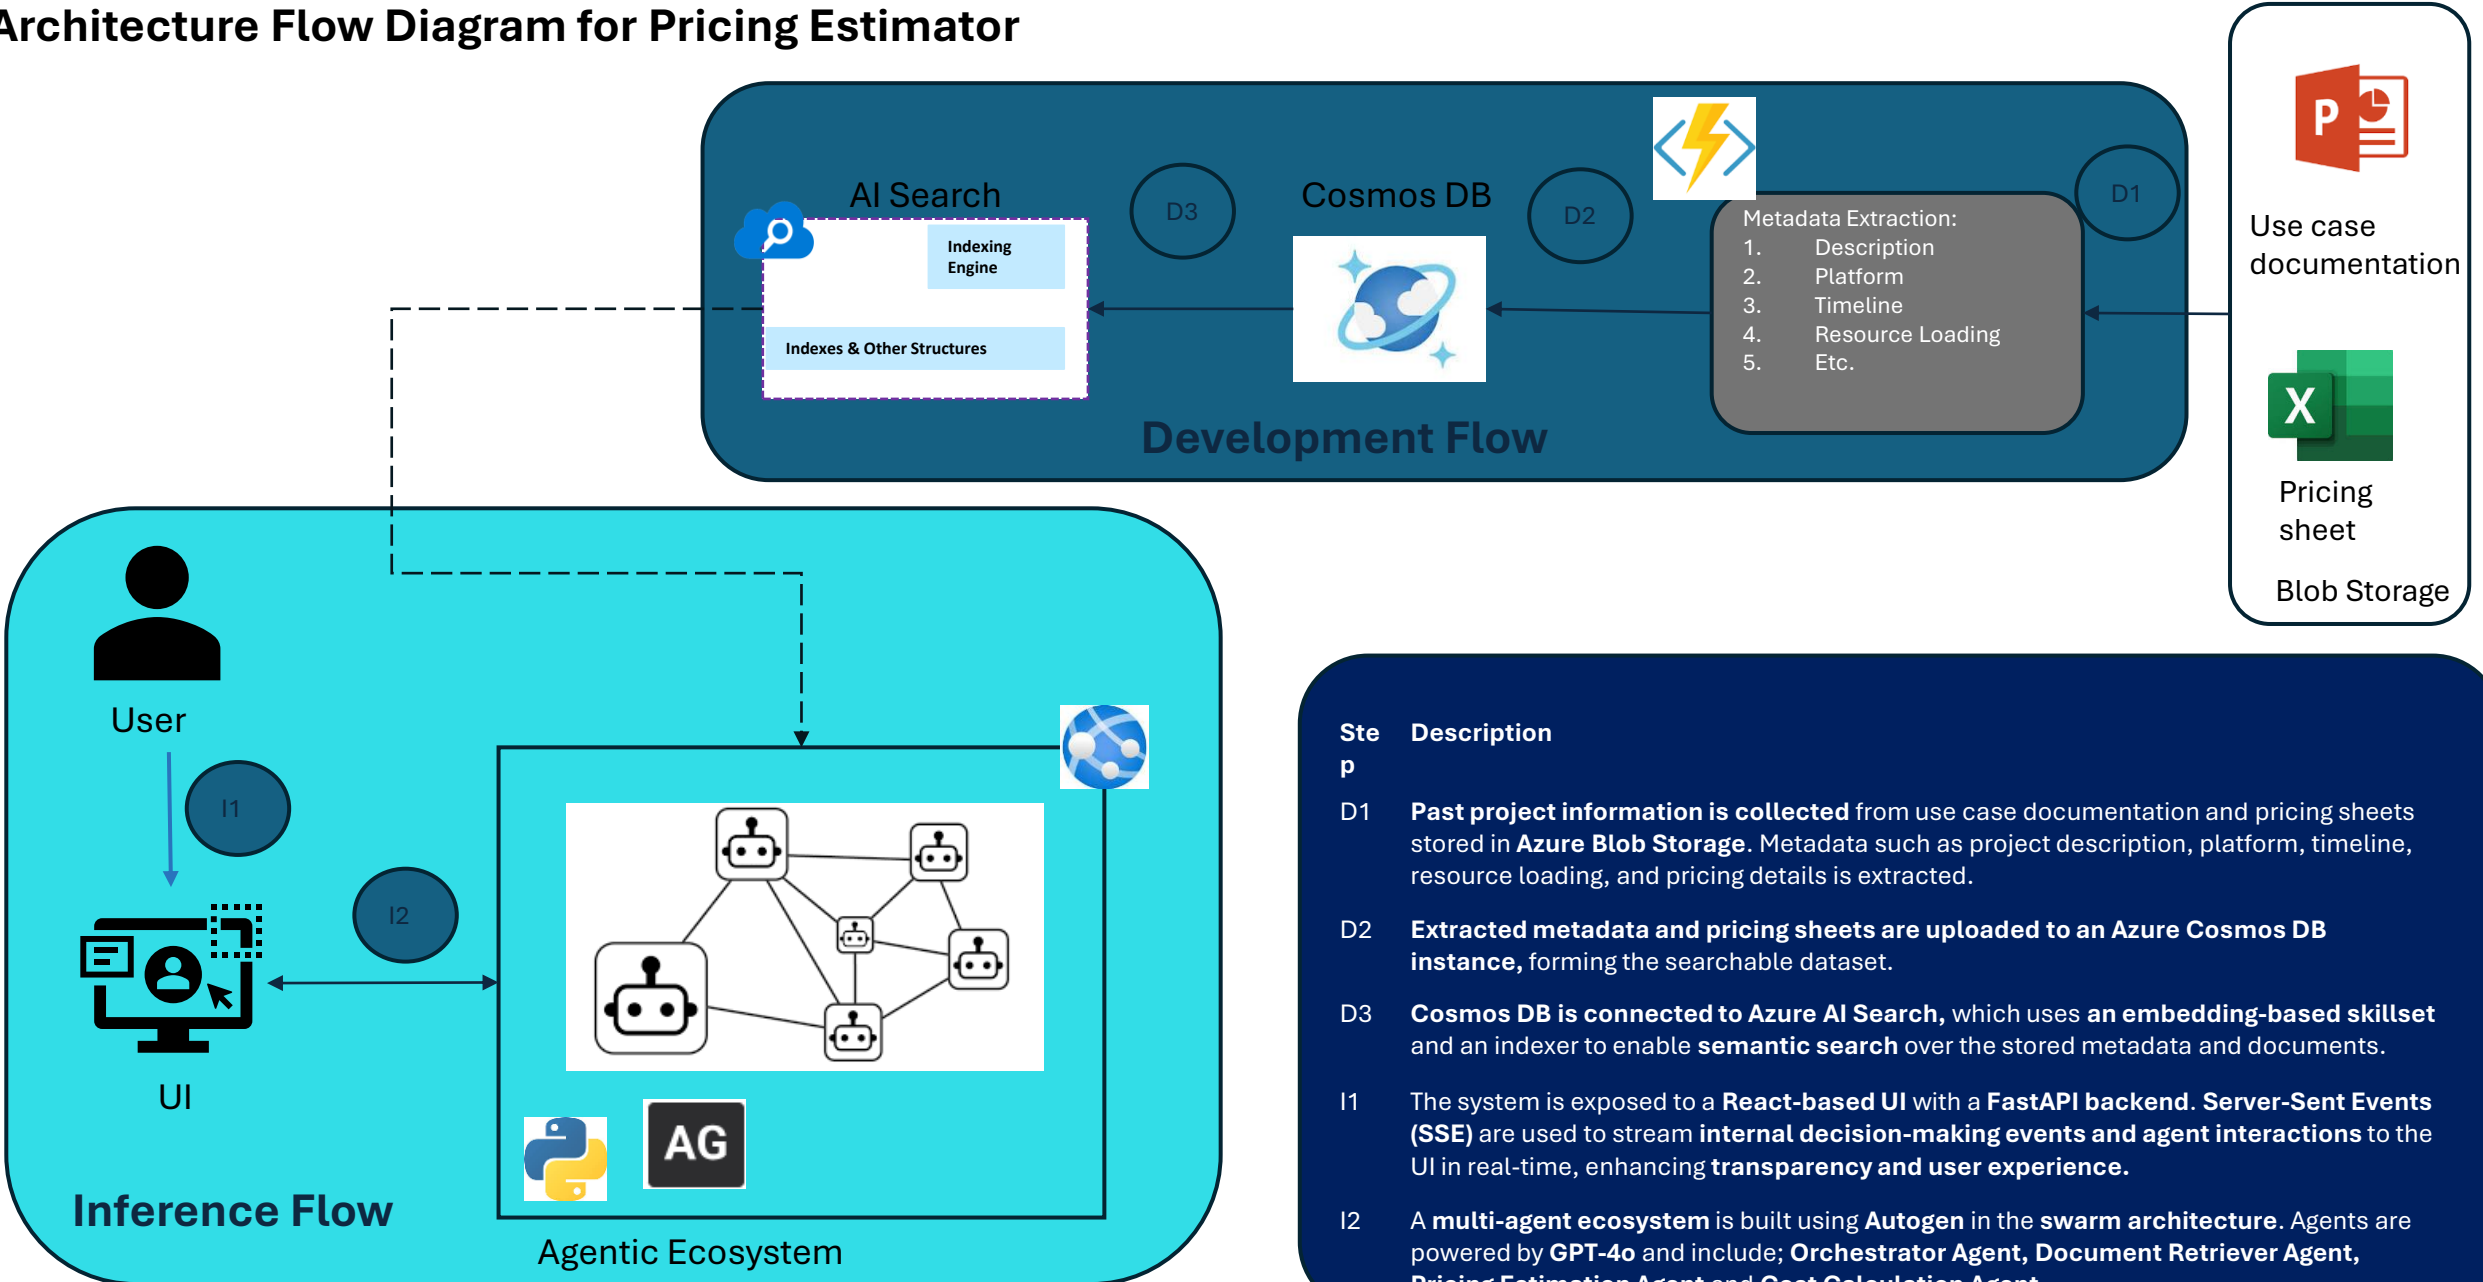 Architecture Flow Diagram for Pricing Estimator
P
Use case
documentation
X
Pricing
sheet
Blob Storage
D1
Metadata Extraction:
1. Description
2. Platform
3. Timeline
4. Resource Loading
5. Etc.
D2
Cosmos DB
D3
AI Search
Indexing
Engine
Indexes & Other Structures
Development Flow
User
I1
I2
UI
AG
Inference Flow
Agentic Ecosystem
Ste Description
p
D1 Past project information is collected from use case documentation and pricing sheets
stored in Azure Blob Storage. Metadata such as project description, platform, timeline,
resource loading, and pricing details is extracted.
D2 Extracted metadata and pricing sheets are uploaded to an Azure Cosmos DB
instance, forming the searchable dataset.
D3 Cosmos DB is connected to Azure AI Search, which uses an embedding-based skillset
and an indexer to enable semantic search over the stored metadata and documents.
I1 The system is exposed to a React-based UI with a FastAPI backend. Server-Sent Events
(SSE) are used to stream internal decision-making events and agent interactions to the
UI in real-time, enhancing transparency and user experience.
I2 A multi-agent ecosystem is built using Autogen in the swarm architecture. Agents are
powered by GPT-4o and include; Orchestrator Agent, Document Retriever Agent,
Pricing Estimation Agent and Cost Calculation Agent